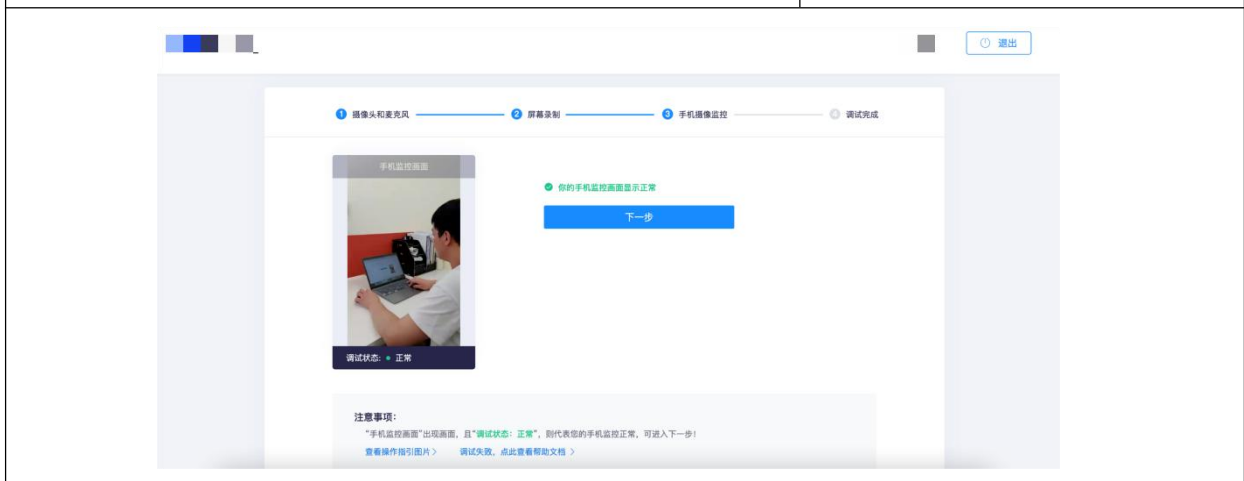 退出
1 摄像头和麦克风 2 屏幕录制 3 手机摄像监控 4 调试完成
手机监控画面
你的手机监控画面显示正常
下一步
调试状态: 正常
注意事项:
“手机监控画面”出现画面，且“调试状态：正常”，则代表您的手机监控正常，可进入下一步!
查看操作指引图片 > 调试失败，点此查看帮助文档 >